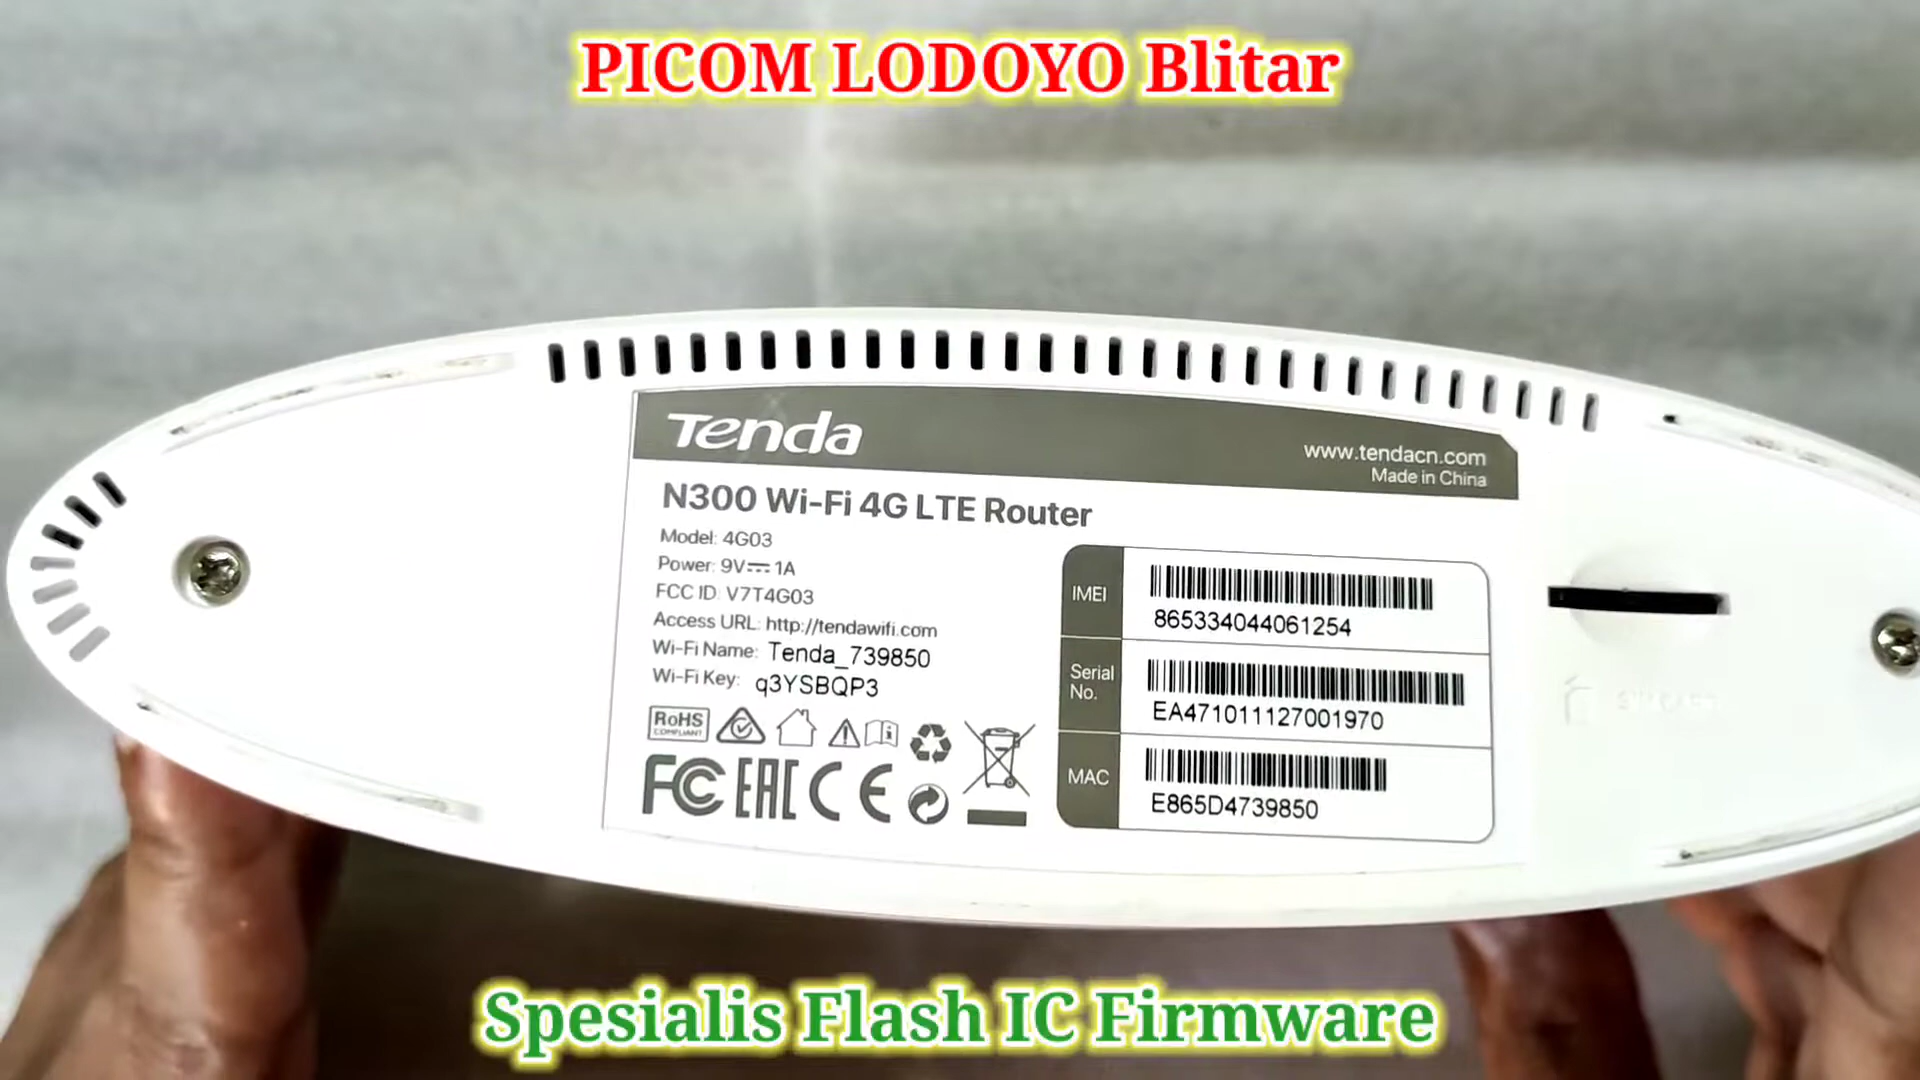 PICOM LODOYO Blitar
Tenda
www.tendacn.com
Made in China
N300 Wi-Fi 4G LTE Router
Model: 4G03
Power: 9V⎓1A
FCC ID: V7T4G03
Access URL: http://tendawifi.com
Wi-Fi Name: Tenda_739850
Wi-Fi Key: q3YSBQP3
RoHS
COMPLIANT
FC EAC CE
IMEI
865334044061254
Serial No.
EA471011127001970
MAC
E865D4739850
Spesialis Flash IC Firmware